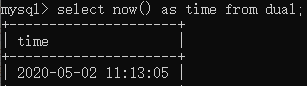 mysql> select now() as time from dual;
+---------------------+
| time                |
+---------------------+
| 2020-05-02 11:13:05 |